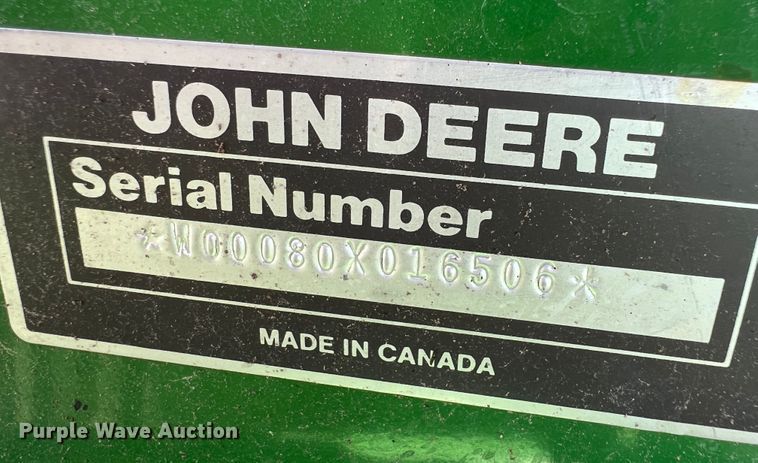 JOHN DEERE
Serial Number
*W00080X016506*
MADE IN CANADA
Purple Wave Auction